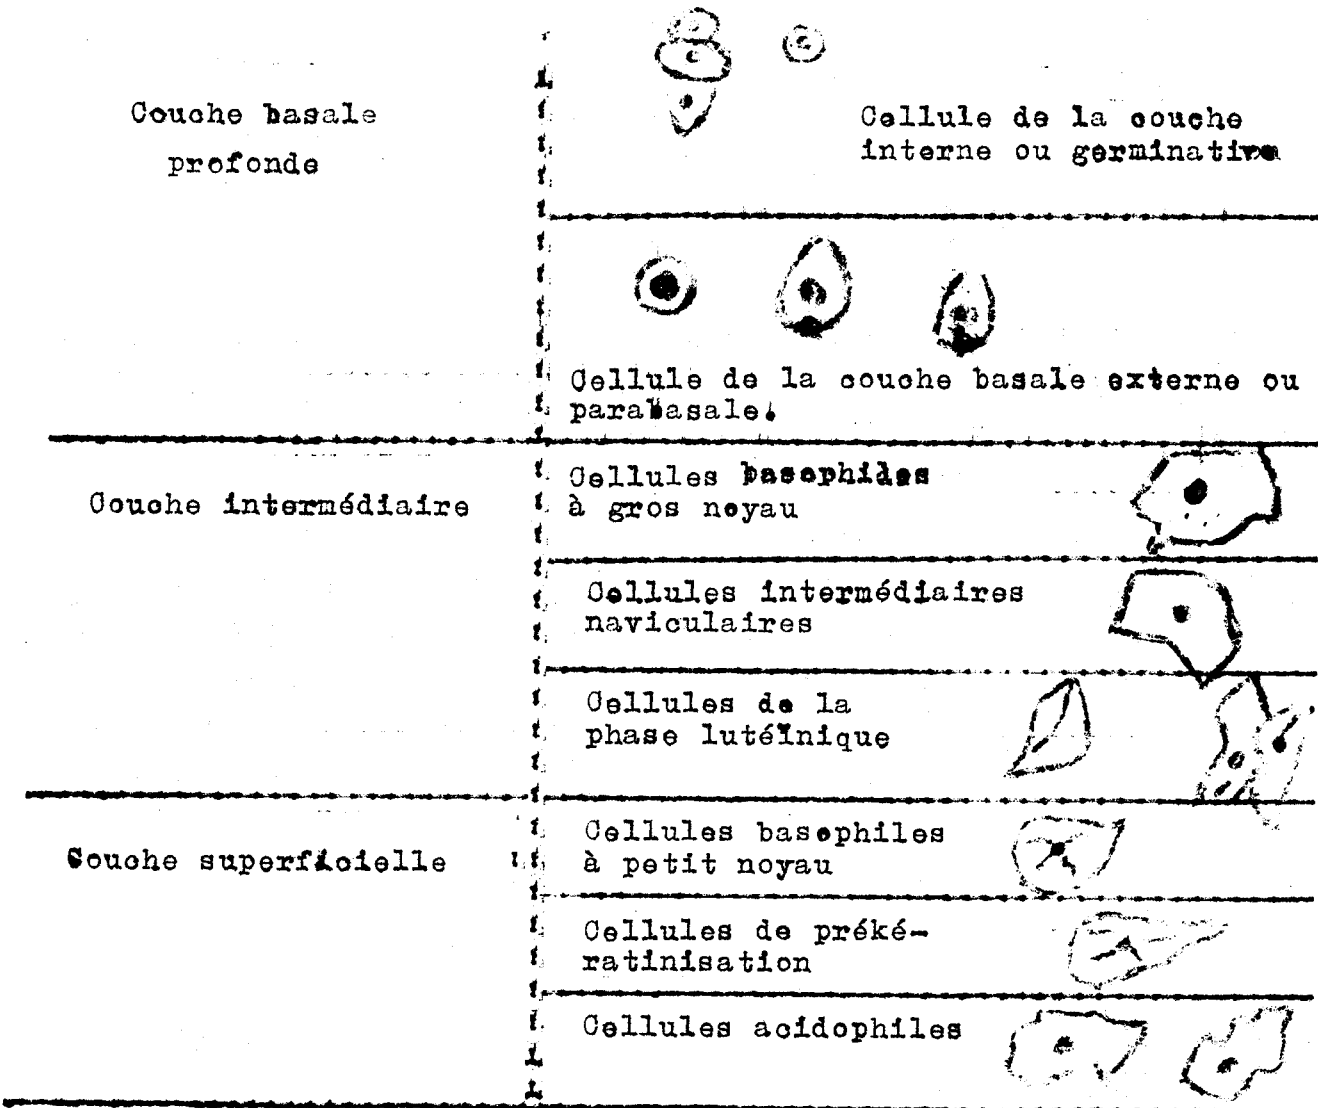 Couche basale
profonde
Cellule de la couche
interne ou germinative
Cellule de la couche basale externe ou
parabasale.
Couche intermédiaire
Cellules basophiles
à gros noyau
Cellules intermédiaires
naviculaires
Cellules de la
phase lutéïnique
Couche superficielle
Cellules basophiles
à petit noyau
Cellules de préké-
ratinisation
Cellules acidophiles